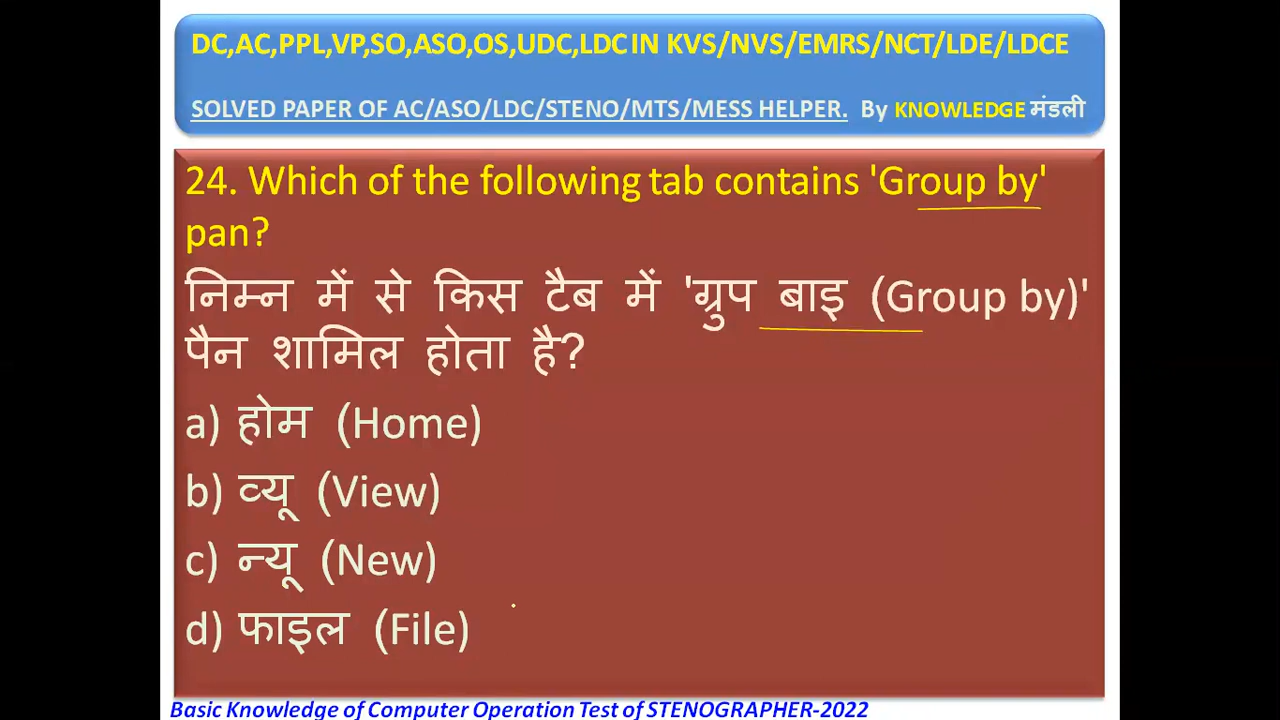 DC,AC,PPL,VP,SO,ASO,OS,UDC,LDC IN KVS/NVS/EMRS/NCT/LDE/LDCE
SOLVED PAPER OF AC/ASO/LDC/STENO/MTS/MESS HELPER. By KNOWLEDGE मंडली
24. Which of the following tab contains 'Group by'
pan?
निम्न में से किस टैब में 'ग्रुप बाइ (Group by)'
पैन शामिल होता है?
a) होम (Home)
b) व्यू (View)
c) न्यू (New)
d) फाइल (File)
Basic Knowledge of Computer Operation Test of STENOGRAPHER-2022